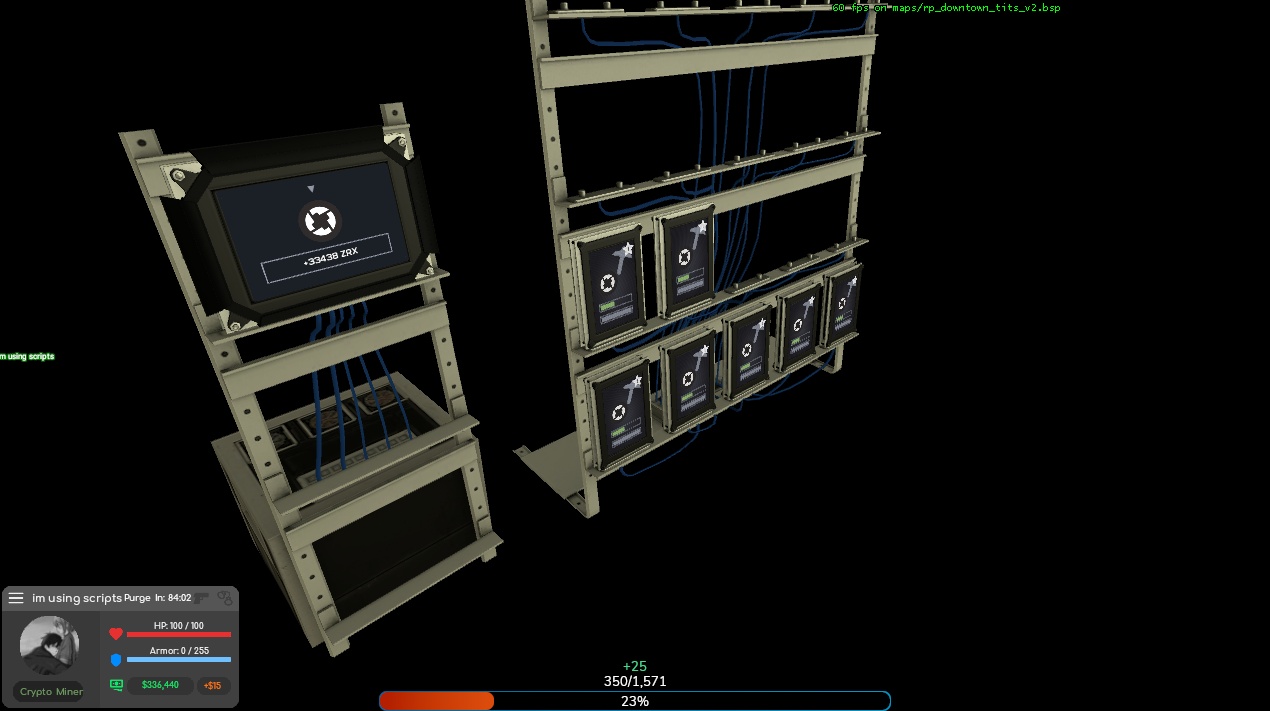 60 fps on maps/rp_downtown_tits_v2.bsp
+33438 ZRX
m using scripts
im using scripts Purge In: 84:02
HP: 100 / 100
Armor: 0 / 255
Crypto Miner
$336,440
+$15
+25
350/1,571
23%